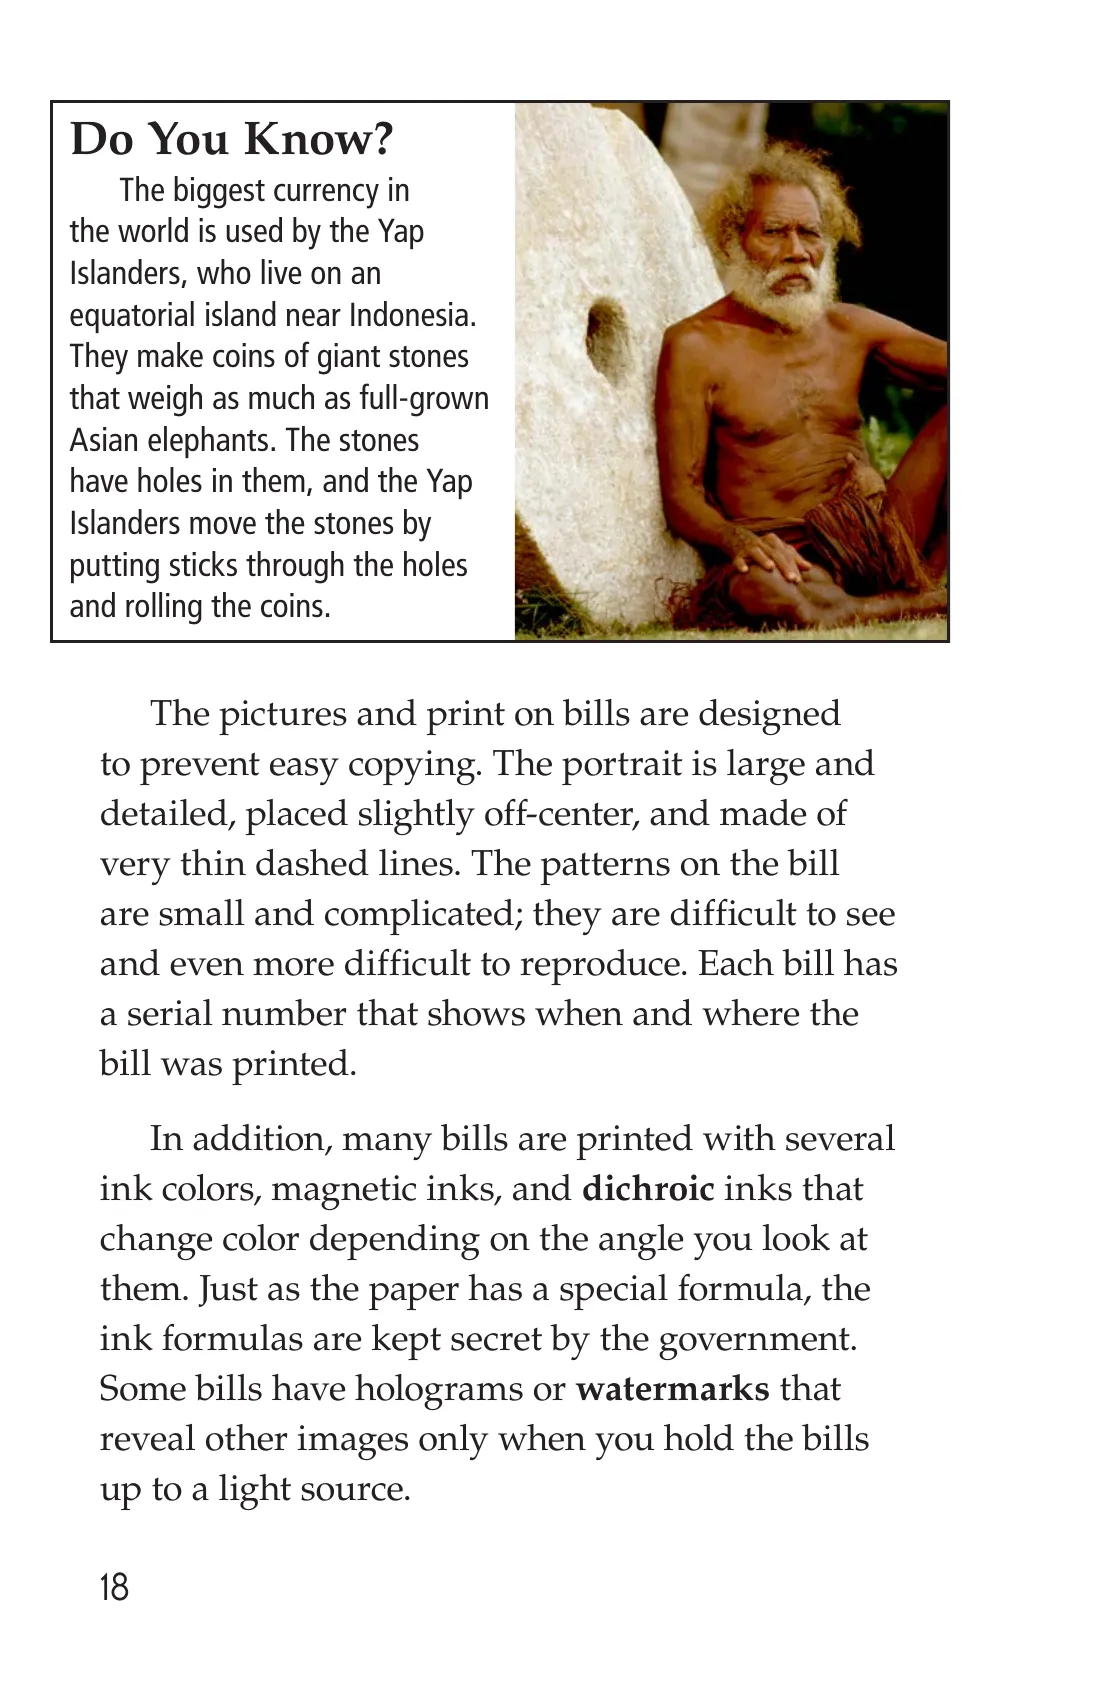 Do You Know?
The biggest currency in
the world is used by the Yap
Islanders, who live on an
equatorial island near Indonesia.
They make coins of giant stones
that weigh as much as full-grown
Asian elephants. The stones
have holes in them, and the Yap
Islanders move the stones by
putting sticks through the holes
and rolling the coins.
The pictures and print on bills are designed
to prevent easy copying. The portrait is large and
detailed, placed slightly off-center, and made of
very thin dashed lines. The patterns on the bill
are small and complicated; they are difficult to see
and even more difficult to reproduce. Each bill has
a serial number that shows when and where the
bill was printed.
In addition, many bills are printed with several
ink colors, magnetic inks, and dichroic inks that
change color depending on the angle you look at
them. Just as the paper has a special formula, the
ink formulas are kept secret by the government.
Some bills have holograms or watermarks that
reveal other images only when you hold the bills
up to a light source.
18